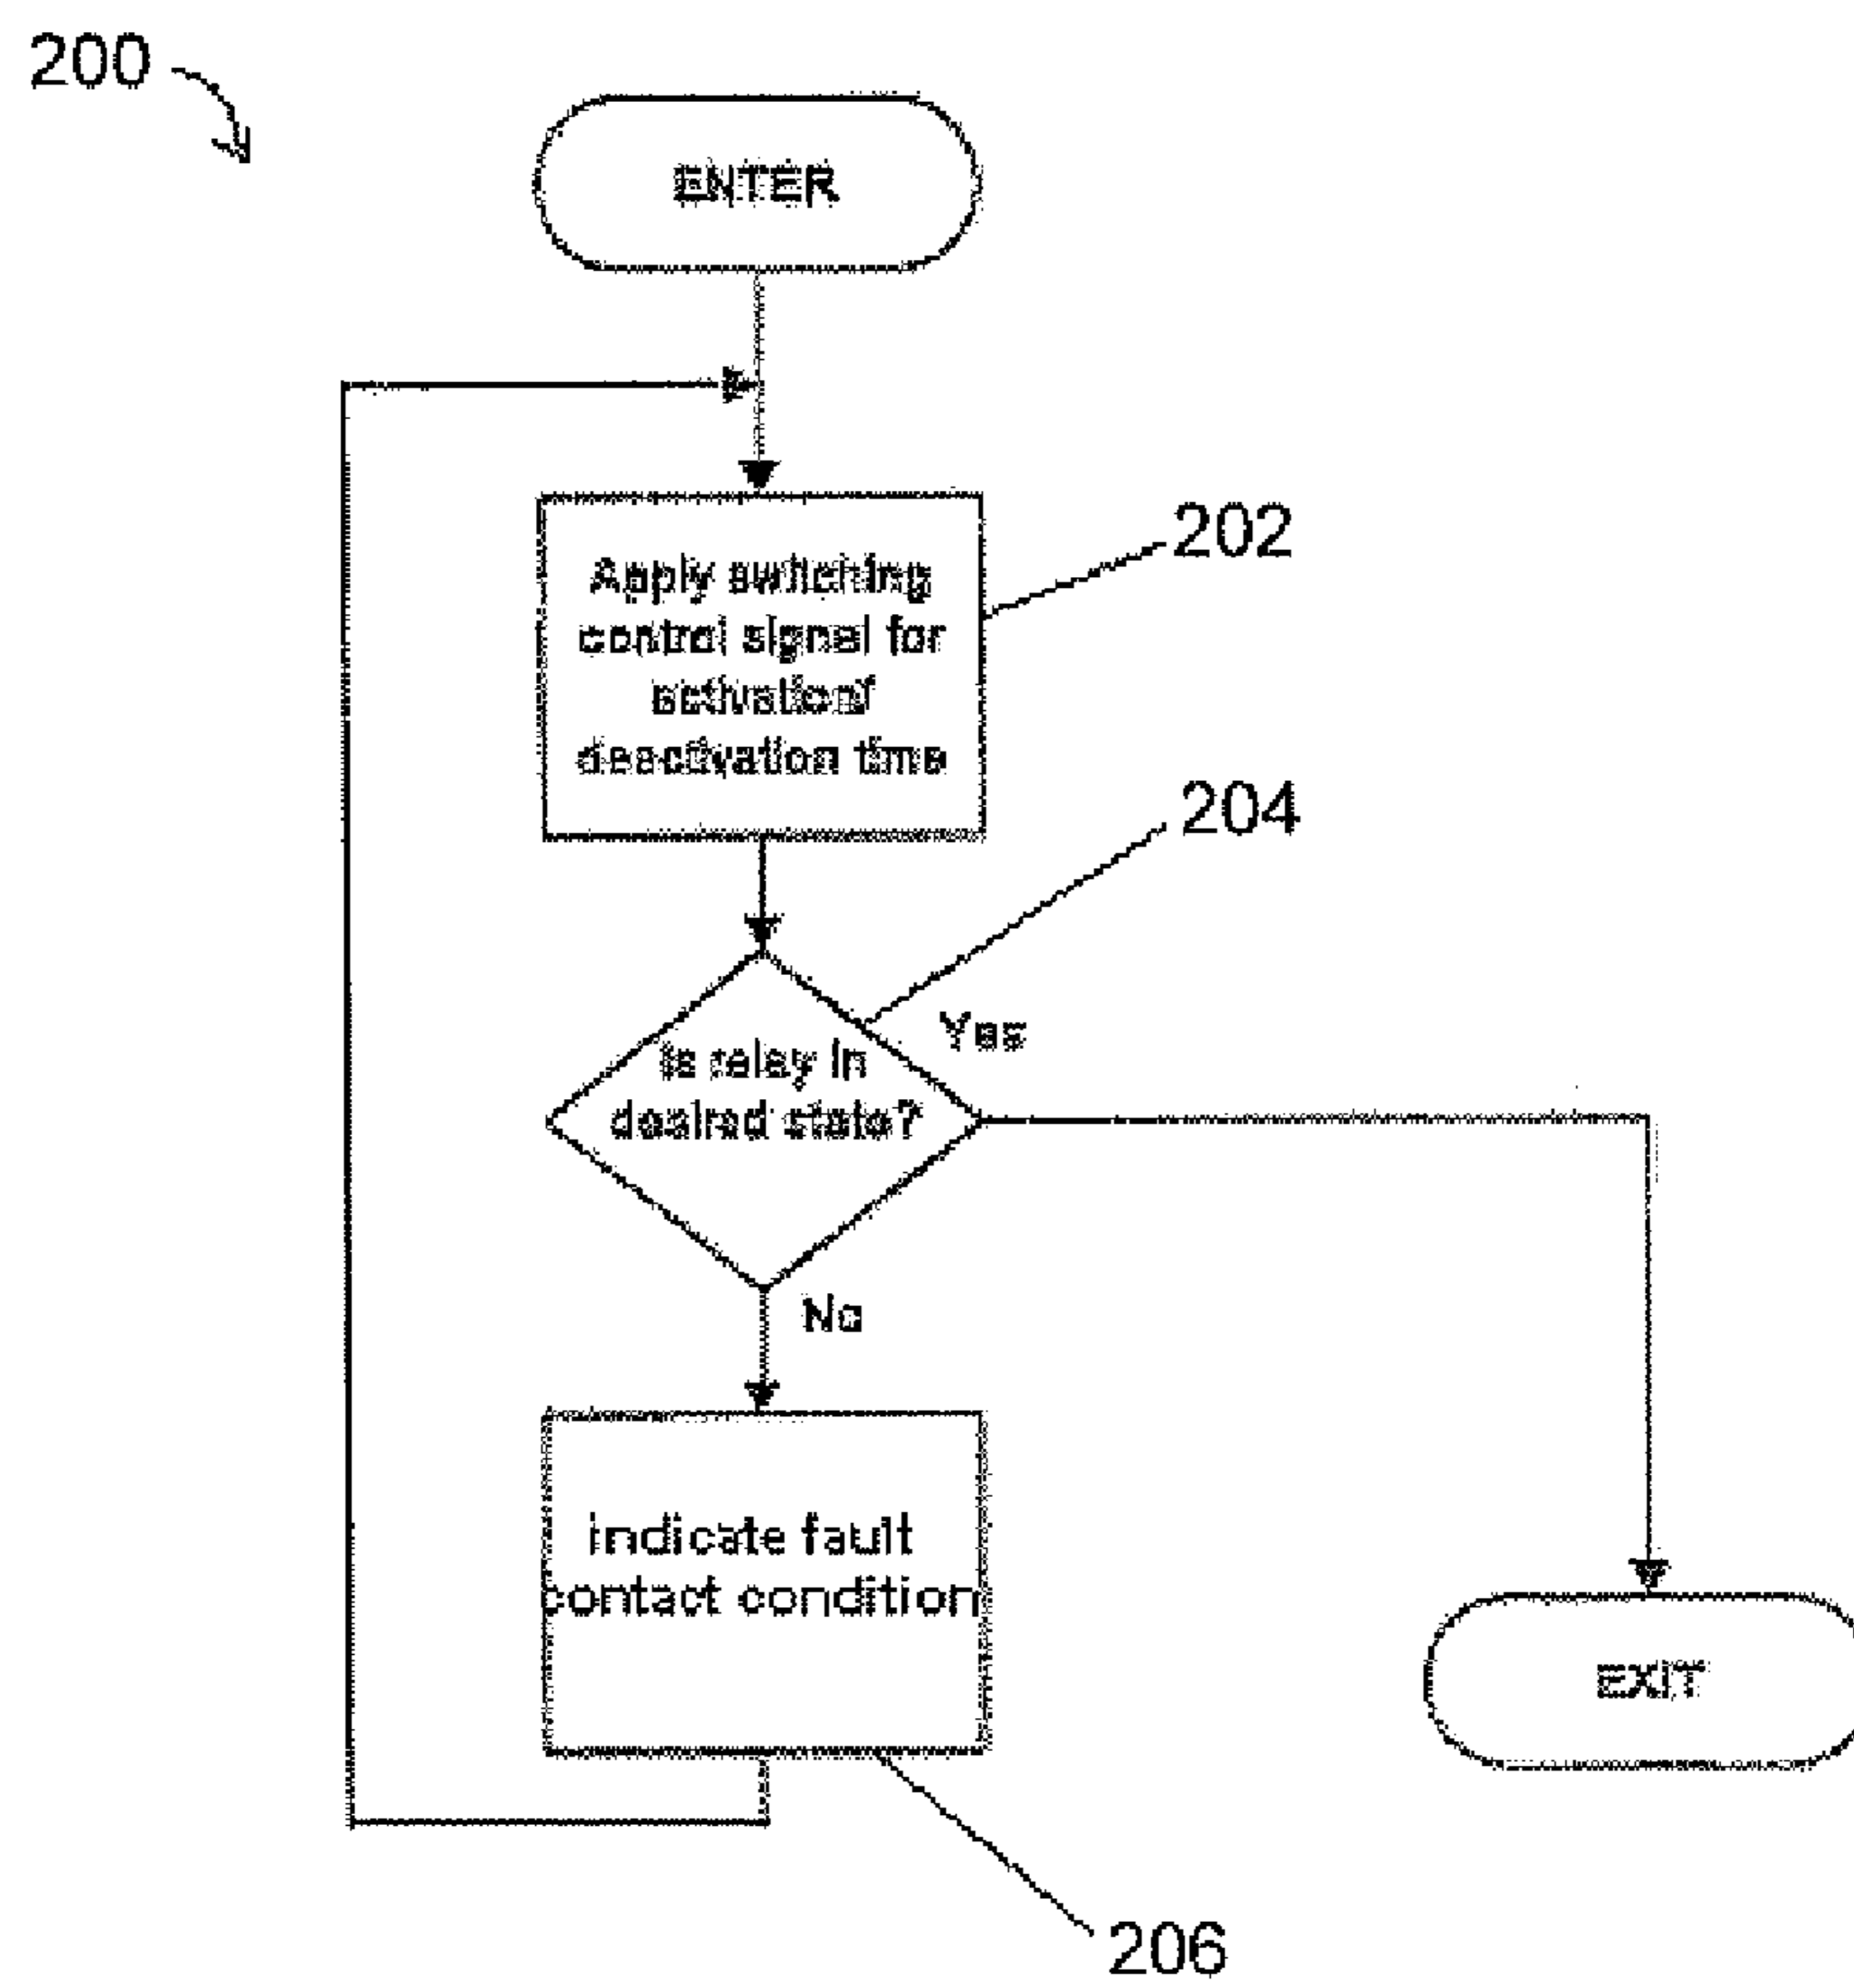 200
ENTER
Apply switching
control signal for
activation/
deactivation time
202
204
Yes
Is relay in
desired state?
No
indicate fault
contact condition
EXIT
206